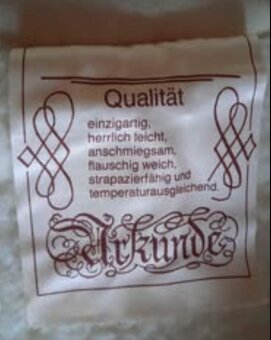 Qualität
einzigartig,
herrlich leicht,
anschmiegsam,
flauschig weich,
strapazierfähig und
temperaturausgleichend.
Urkunde